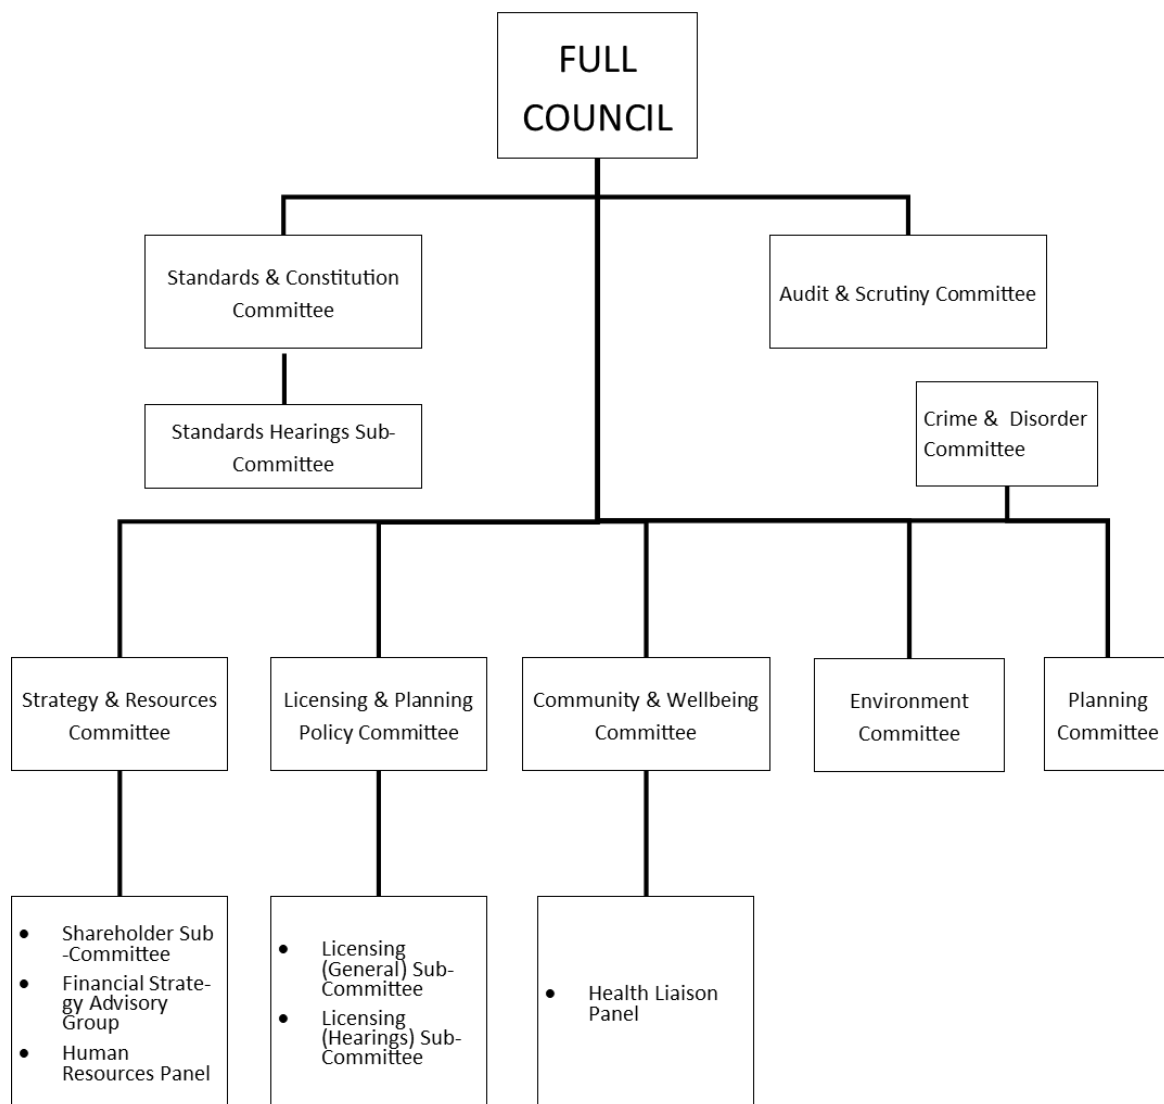 FULL
COUNCIL
Standards & Constitution
Committee
Audit & Scrutiny Committee
Standards Hearings Sub-
Committee
Crime & Disorder
Committee
Strategy & Resources
Committee
Licensing & Planning
Policy Committee
Community & Wellbeing
Committee
Environment
Committee
Planning
Committee
• Shareholder Sub
-Committee
• Financial Strate-
gy Advisory
Group
• Human
Resources Panel
• Licensing
(General) Sub-
Committee
• Licensing
(Hearings) Sub-
Committee
• Health Liaison
Panel